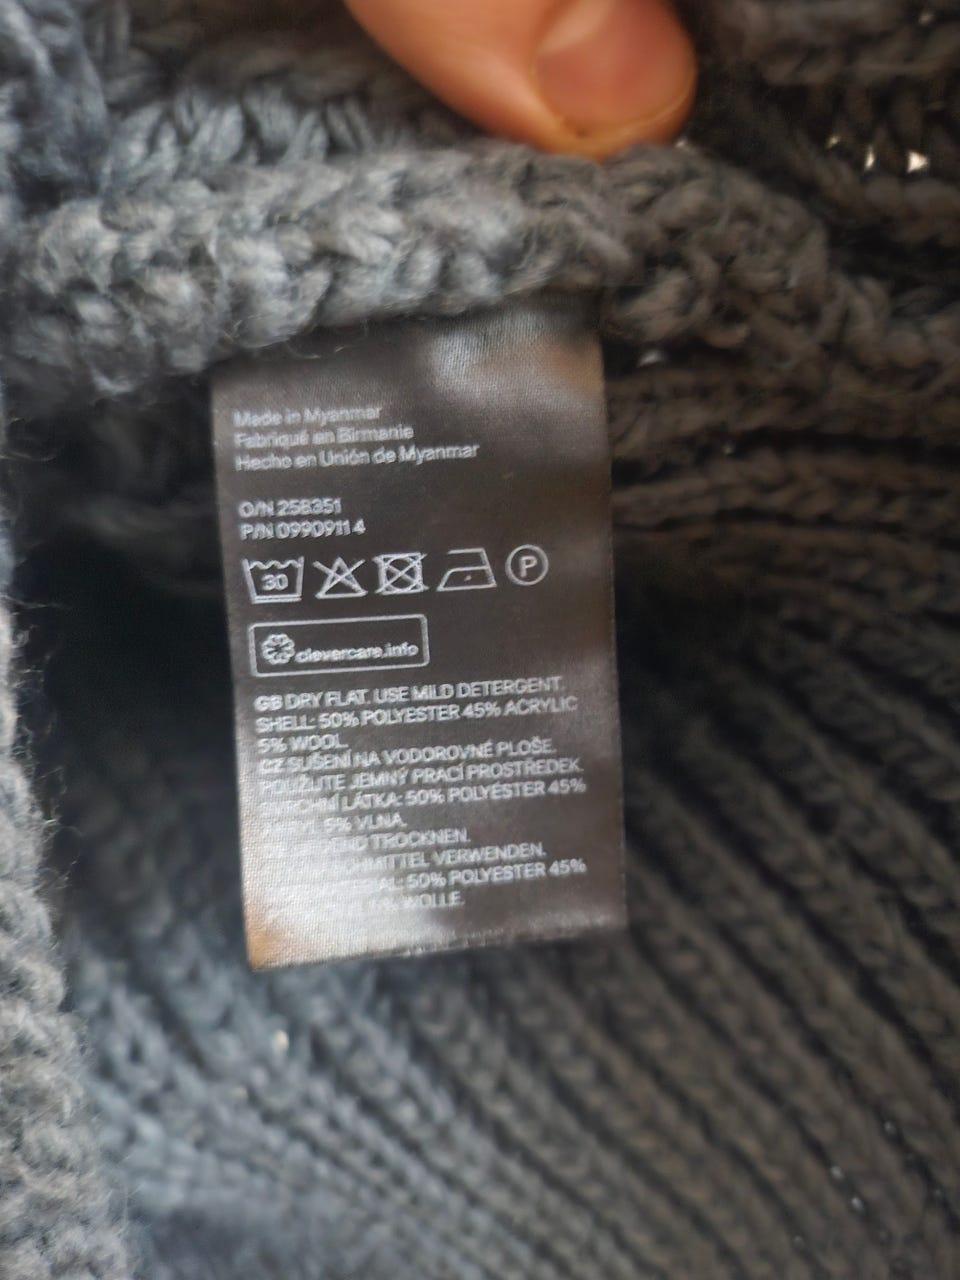 Made in Myanmar
Fabriqué en Birmanie
Hecho en Unión de Myanmar
O/N 258351
P/N 0990911 4
30
P
clevercare.info
GB DRY FLAT. USE MILD DETERGENT.
SHELL: 50% POLYESTER 45% ACRYLIC
5% WOOL
CZ SUŠENÍ NA VODOROVNÉ PLOŠE.
POUŽIJTE JEMNÝ PRACÍ PROSTŘEDEK
LÁTKA: 50% POLYESTER 45%
5% VLNA.
TROCKNEN.
VERWENDEN.
50% POLYESTER 45%
WOLLE.